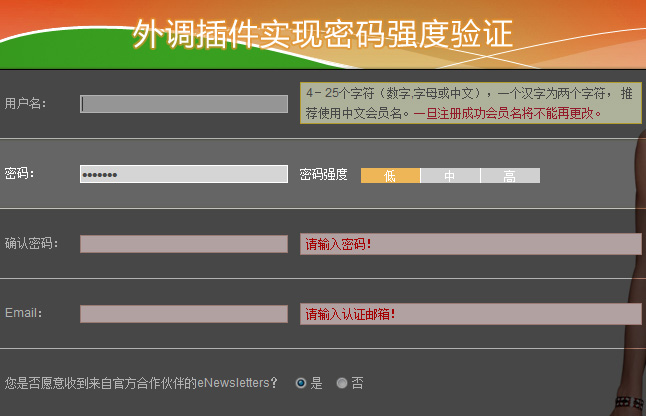 外调插件实现密码强度验证
用户名：
4－25个字符（数字.字母或中文），一个汉字为两个字符， 推
荐使用中文会员名。一旦注册成功会员名将不能再更改。
密码：
密码强度 低 中 高
确认密码：
请输入密码！
Email：
请输入认证邮箱！
您是否愿意收到来自官方合作伙伴的eNewsletters？ 是 否